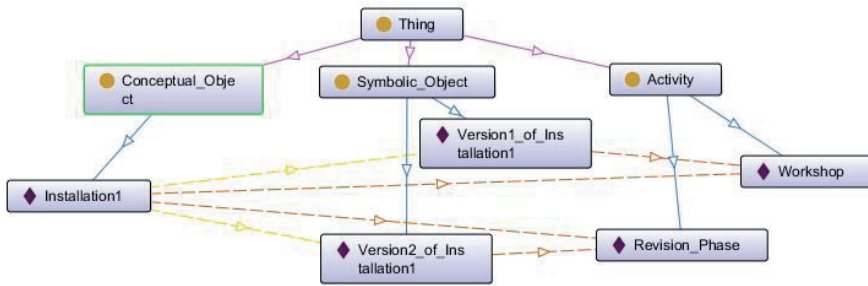 Thing
Conceptual_Obje
ct
Symbolic_Object
Activity
Version1_of_Ins
tallation1
Workshop
Installation1
Version2_of_Ins
tallation1
Revision_Phase